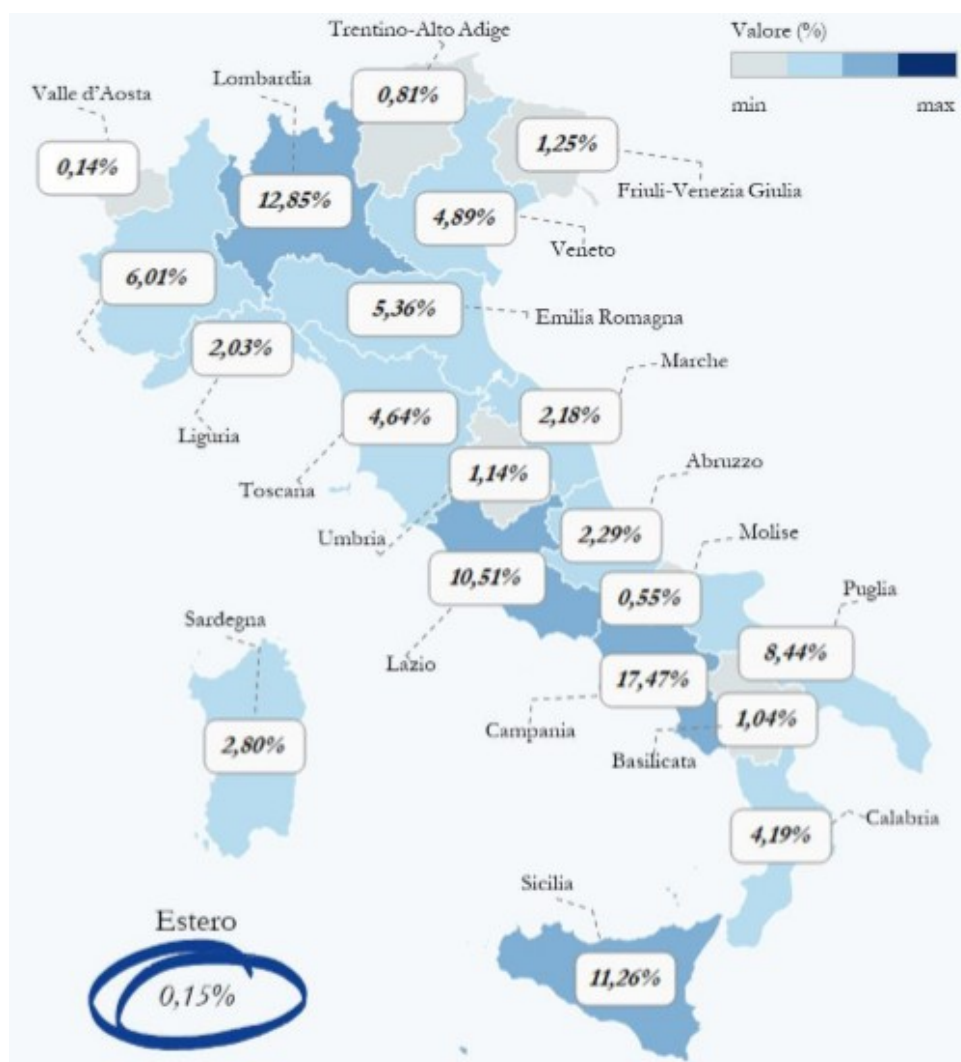 Trentino-Alto Adige
Valore (%)
Lombardia
Valle d'Aosta
0,81%
min
max
1,25%
0,14%
Friuli-Venezia Giulia
12,85%
4,89%
Veneto
6,01%
5,36%
Emilia Romagna
2,03%
Marche
4,64%
2,18%
Liguria
Abruzzo
1,14%
Toscana
Umbria
2,29%
Molise
10,51%
0,55%
Puglia
Sardegna
8,44%
Lazio
17,47%
Campania
1,04%
2,80%
Basilicata
Calabria
4,19%
Sicilia
Estero
11,26%
0,15%